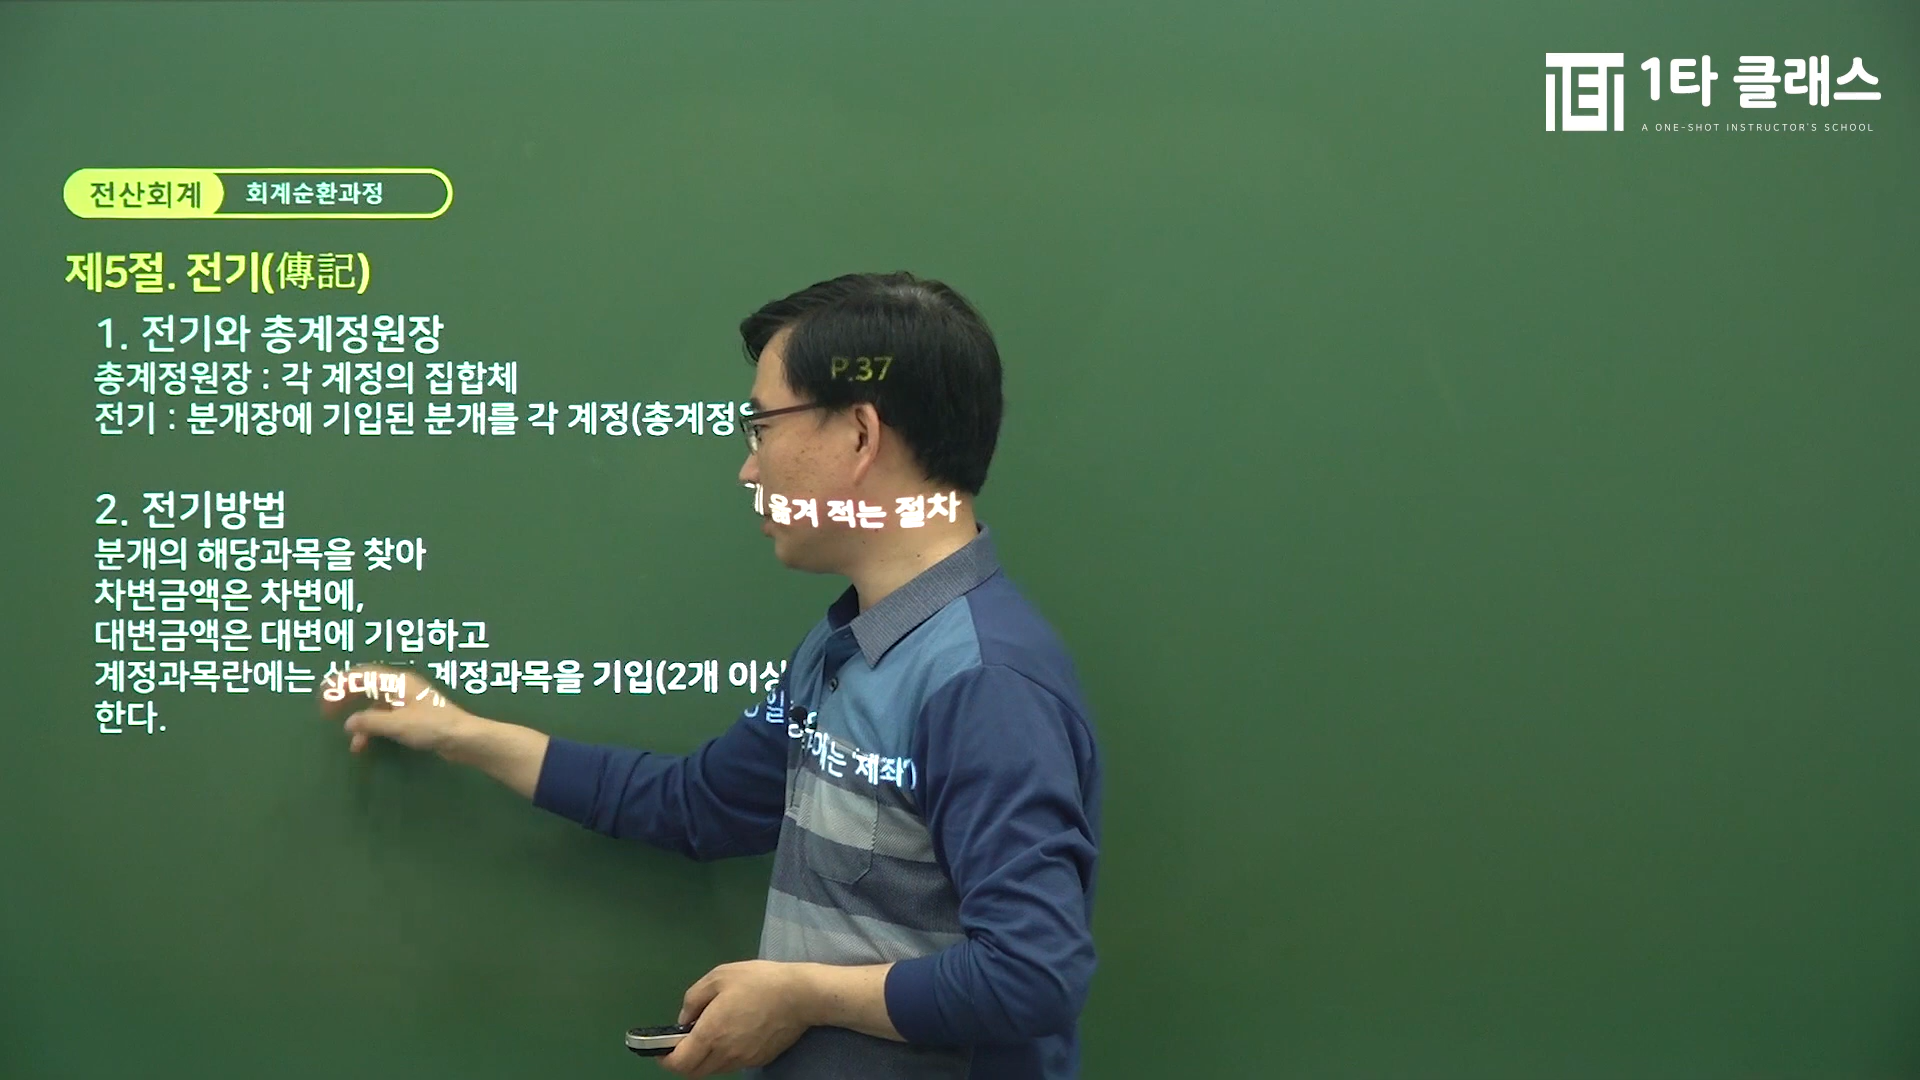 1타 클래스
A ONE-SHOT INSTRUCTOR'S SCHOOL
전산회계 회계순환과정
제5절. 전기(傳記)
P.37
1. 전기와 총계정원장
총계정원장 : 각 계정의 집합체
전기 : 분개장에 기입된 분개를 각 계정(총계정 옮겨 적는 절차
2. 전기방법
분개의 해당과목을 찾아
차변금액은 차변에,
대변금액은 대변에 기입하고
계정과목란에는 상대편 계정과목을 기입(2개 이상 '제좌')
한다.